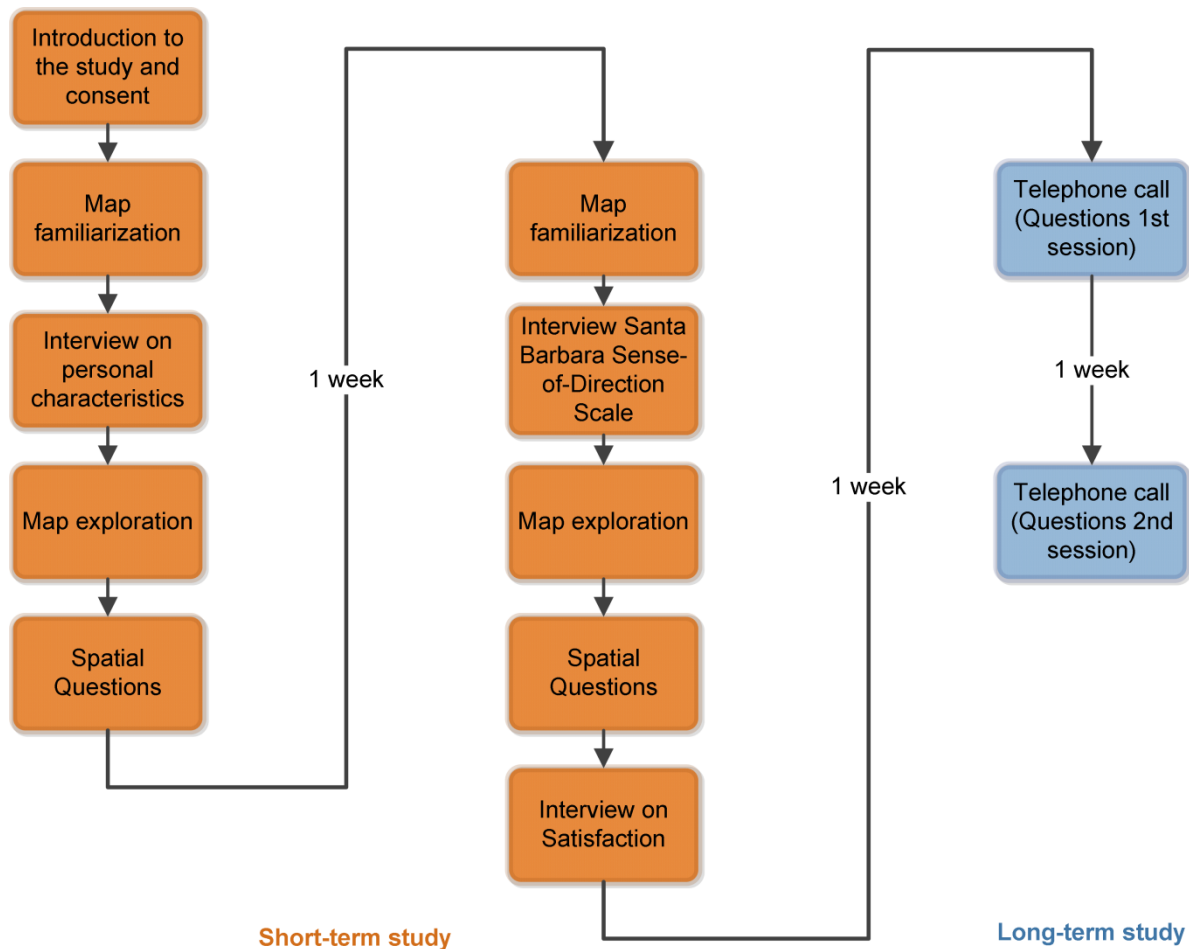 Introduction to
the study and
consent
Map
familiarization
Interview on
personal
characteristics
Map exploration
Spatial
Questions
1 week
Map
familiarization
Interview Santa
Barbara Sense-
of-Direction
Scale
Map exploration
Spatial
Questions
Interview on
Satisfaction
1 week
Telephone call
(Questions 1st
session)
1 week
Telephone call
(Questions 2nd
session)
Short-term study
Long-term study